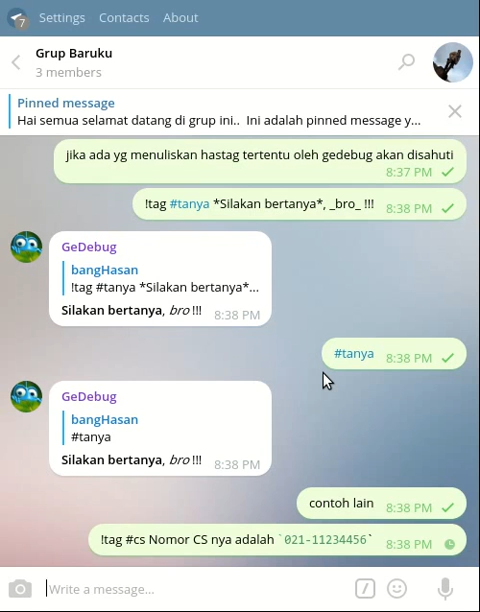 7 Settings Contacts About
Grup Baruku
3 members
Pinned message
Hai semua selamat datang di grup ini.. Ini adalah pinned message y...
jika ada yg menuliskan hastag tertentu oleh gedebug akan disahuti
8:37 PM
!tag #tanya *Silakan bertanya*, _bro_ !!! 8:38 PM
GeDebug
bangHasan
!tag #tanya *Silakan bertanya*...
Silakan bertanya, bro !!! 8:38 PM
#tanya 8:38 PM
GeDebug
bangHasan
#tanya
Silakan bertanya, bro !!! 8:38 PM
contoh lain 8:38 PM
!tag #cs Nomor CS nya adalah `021-11234456` 8:38 PM
Write a message...